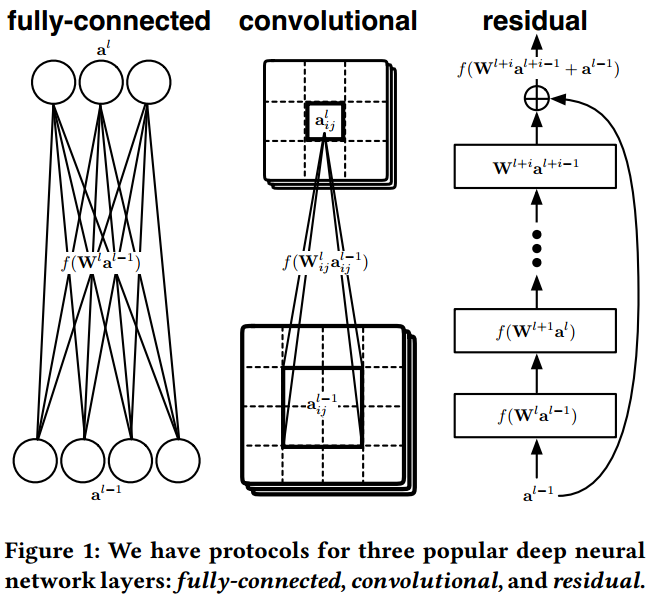 fully-connected convolutional residual
a^l
f(W^{l+i}a^{l+i−1} + a^{l−1})
a^l_{ij}
W^{l+i}a^{l+i−1}
f(W^l a^{l−1})
f(W^l_{ij}a^{l−1}_{ij})
f(W^{l+1}a^l)
a^{l−1}_{ij}
f(W^l a^{l−1})
a^{l−1}
a^{l−1}
Figure 1: We have protocols for three popular deep neural
network layers: fully-connected, convolutional, and residual.